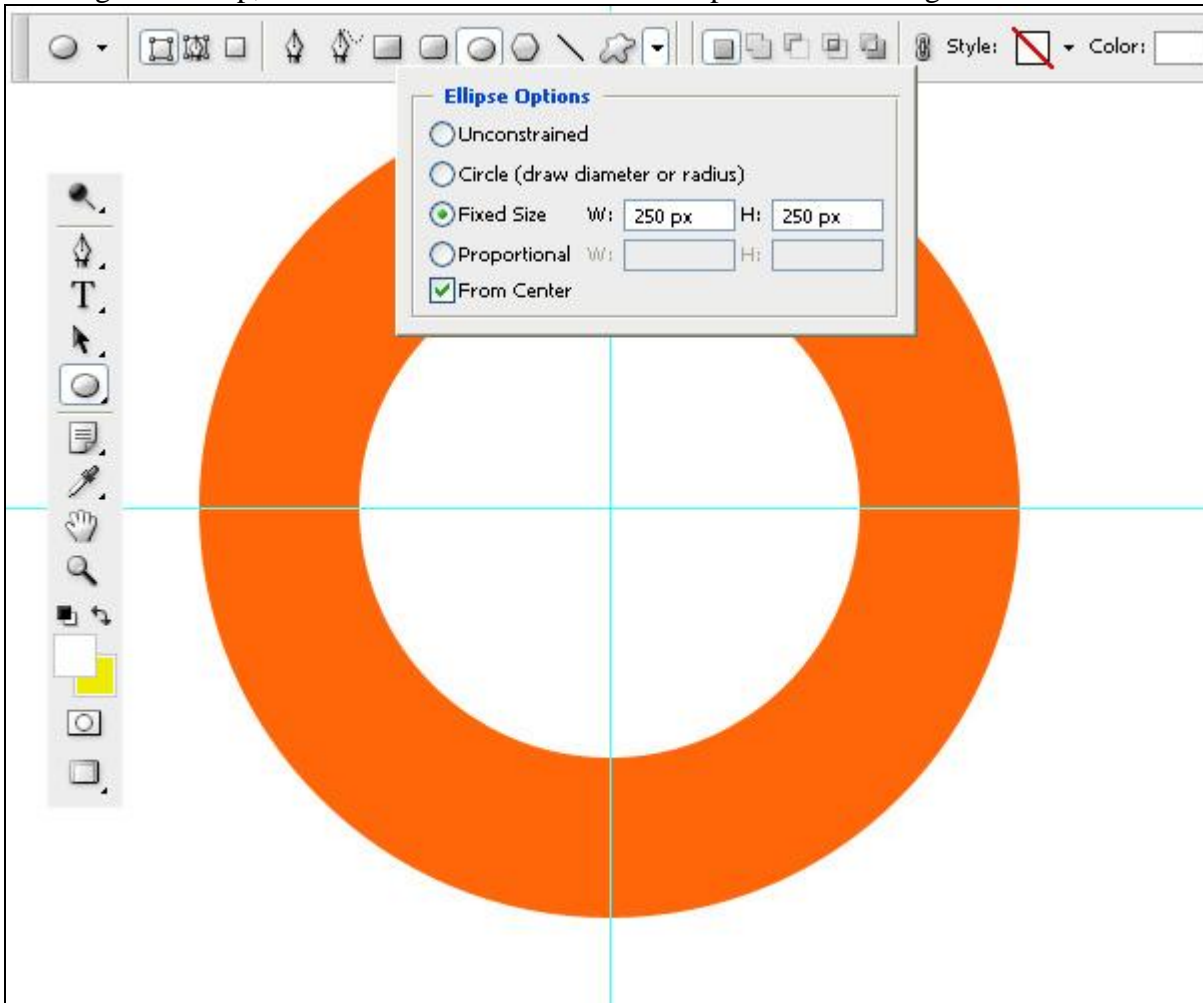 Style: Color:
Ellipse Options
Unconstrained
Circle (draw diameter or radius)
Fixed Size W: 250 px H: 250 px
Proportional W: H:
From Center
T